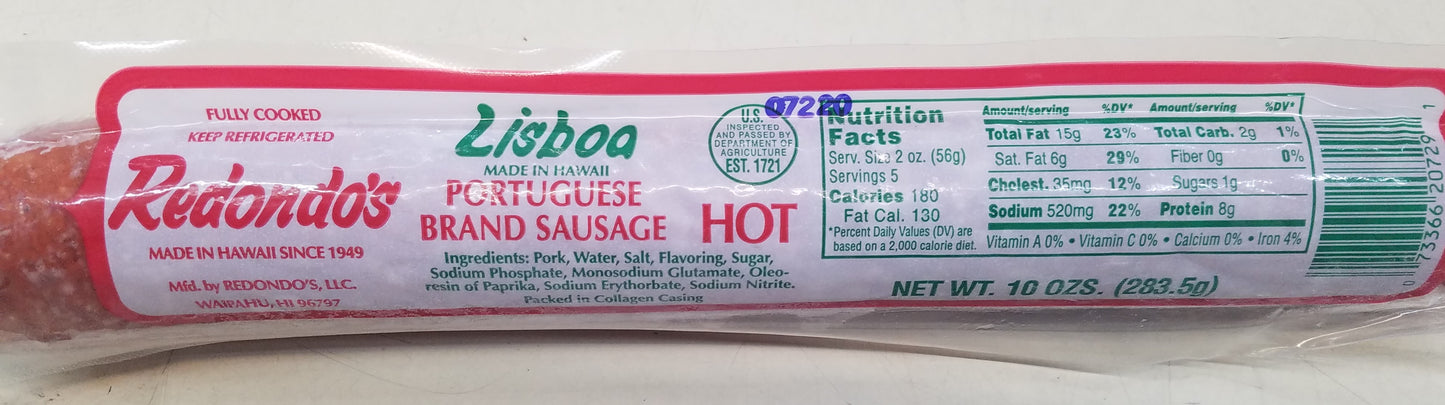 FULLY COOKED
KEEP REFRIGERATED
Redondo's
MADE IN HAWAII SINCE 1949
Mfd. by REDONDO'S, LLC.
WAIPAHU, HI 96797
Lisboa
MADE IN HAWAII
PORTUGUESE
BRAND SAUSAGE HOT
Ingredients: Pork, Water, Salt, Flavoring, Sugar,
Sodium Phosphate, Monosodium Glutamate, Oleo-
resin of Paprika, Sodium Erythorbate, Sodium Nitrite.
Packed in Collagen Casing
U.S.
INSPECTED
AND PASSED BY
DEPARTMENT OF
AGRICULTURE
EST. 1721
072220
Nutrition
Facts
Serv. Size 2 oz. (56g)
Servings 5
Calories 180
Fat Cal. 130
*Percent Daily Values (DV) are
based on a 2,000 calorie diet.
Amount/serving %DV* Amount/serving %DV*
Total Fat 15g 23% Total Carb. 2g 1%
Sat. Fat 6g 29% Fiber 0g 0%
Cholest. 35mg 12% Sugars 1g
Sodium 520mg 22% Protein 8g
Vitamin A 0% • Vitamin C 0% • Calcium 0% • Iron 4%
NET WT. 10 OZS. (283.5g)
0 73366 20729 1